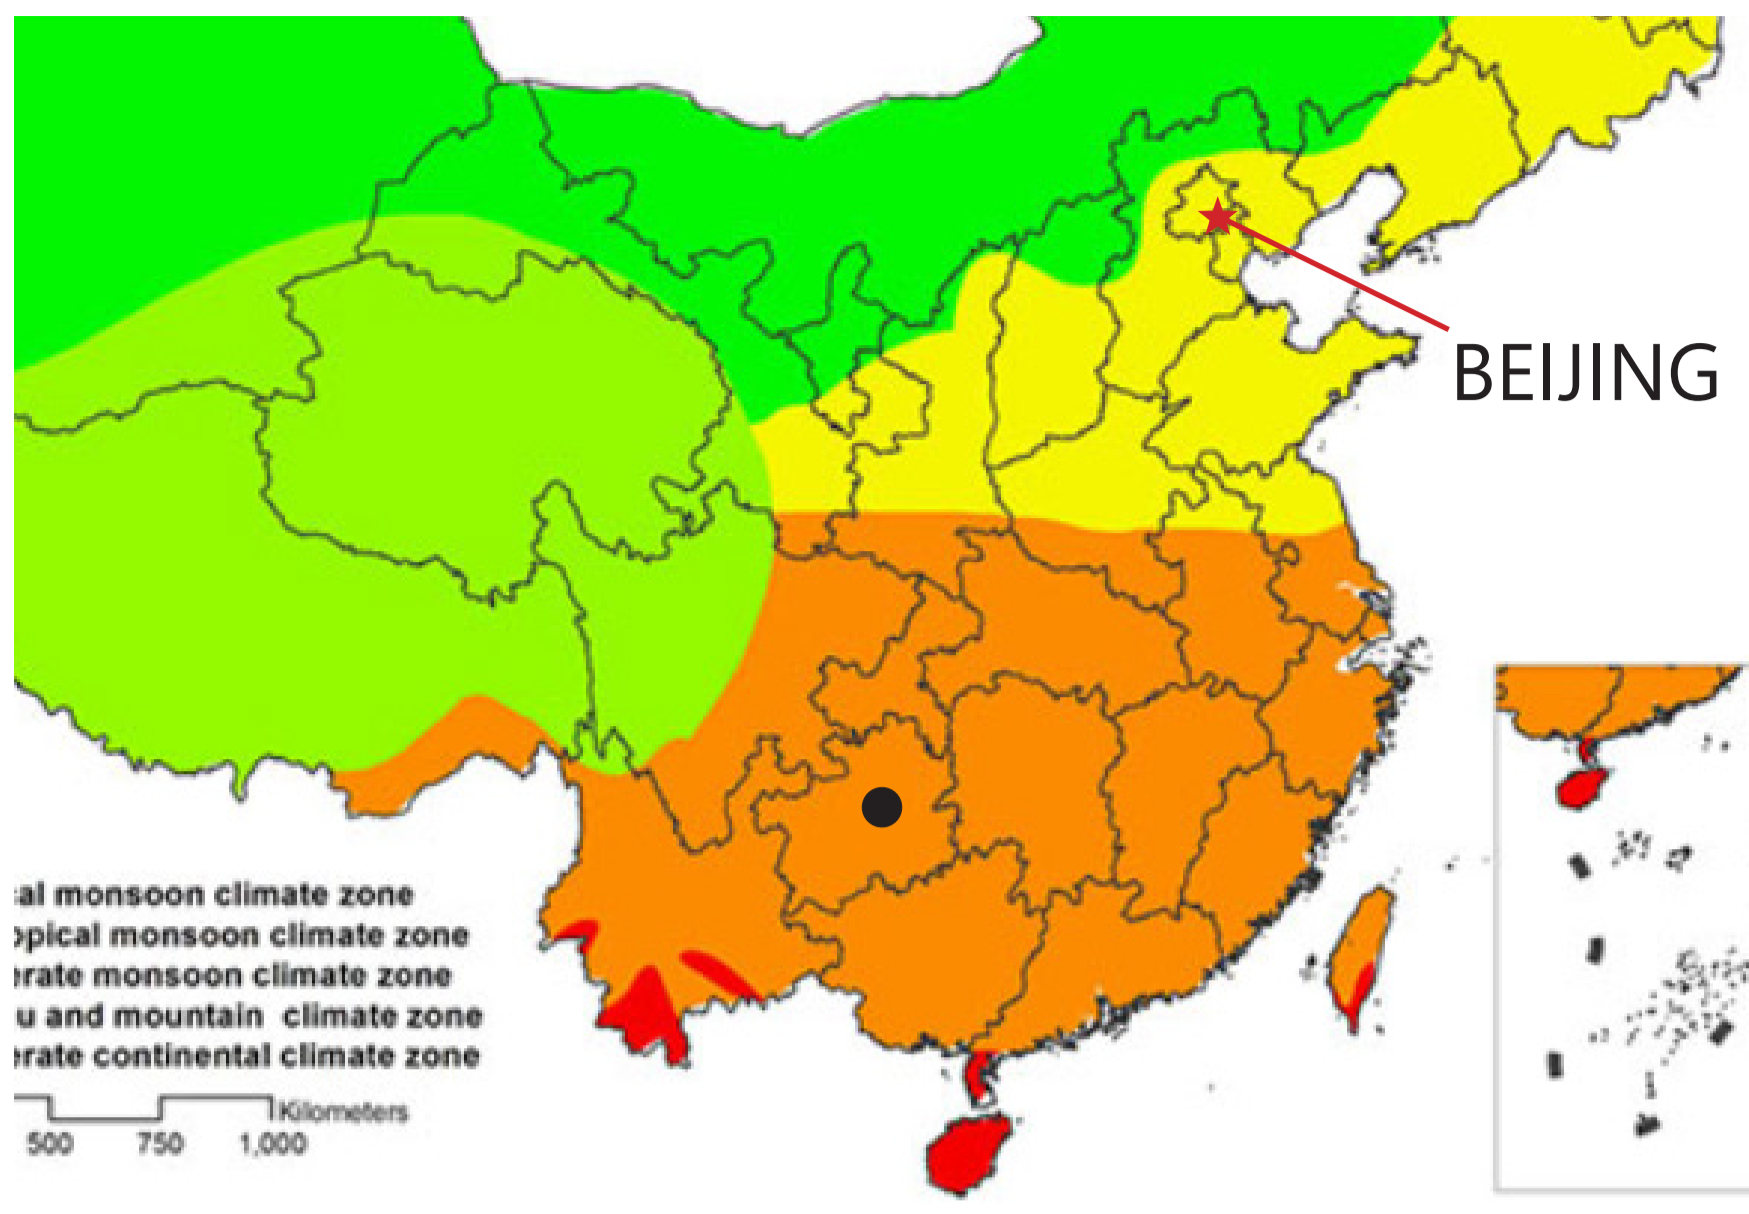 BEIJING
cal monsoon climate zone
opical monsoon climate zone
erate monsoon climate zone
u and mountain climate zone
erate continental climate zone
Kilometers
500 750 1,000